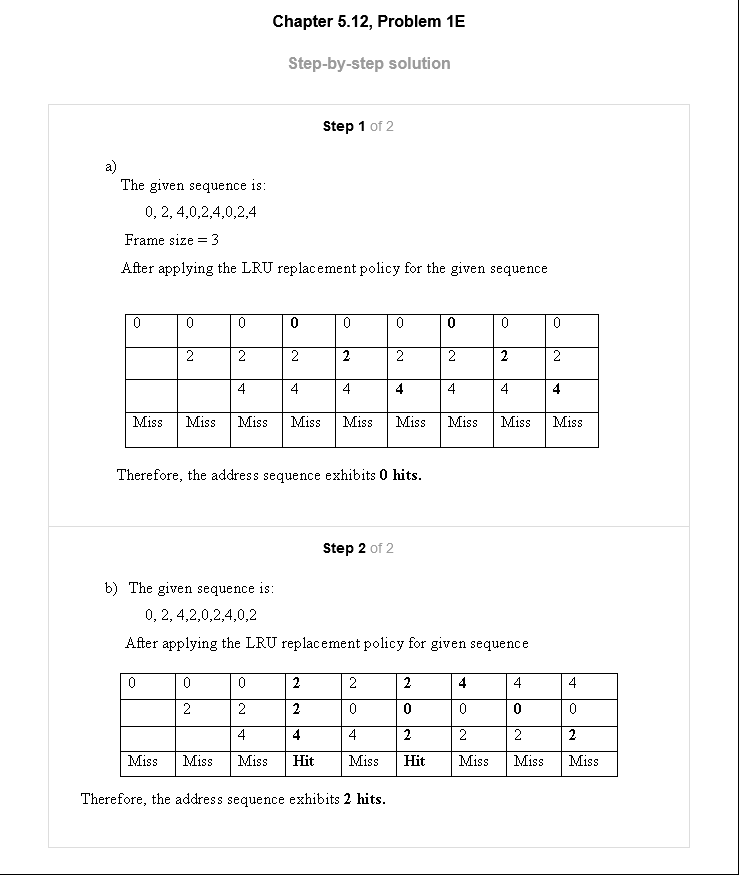 Chapter 5.12, Problem 1E
Step-by-step solution
Step 1 of 2
a)
The given sequence is:
0, 2, 4,0,2,4,0,2,4
Frame size = 3
After applying the LRU replacement policy for the given sequence
0 0 0 0 0 0 0 0 0
2 2 2 2 2 2 2 2
4 4 4 4 4 4 4
Miss Miss Miss Miss Miss Miss Miss Miss Miss
Therefore, the address sequence exhibits 0 hits.
Step 2 of 2
b) The given sequence is:
0, 2, 4,2,0,2,4,0,2
After applying the LRU replacement policy for given sequence
0 0 0 2 2 2 4 4 4
2 2 2 0 0 0 0 0
4 4 4 2 2 2 2
Miss Miss Miss Hit Miss Hit Miss Miss Miss
Therefore, the address sequence exhibits 2 hits.